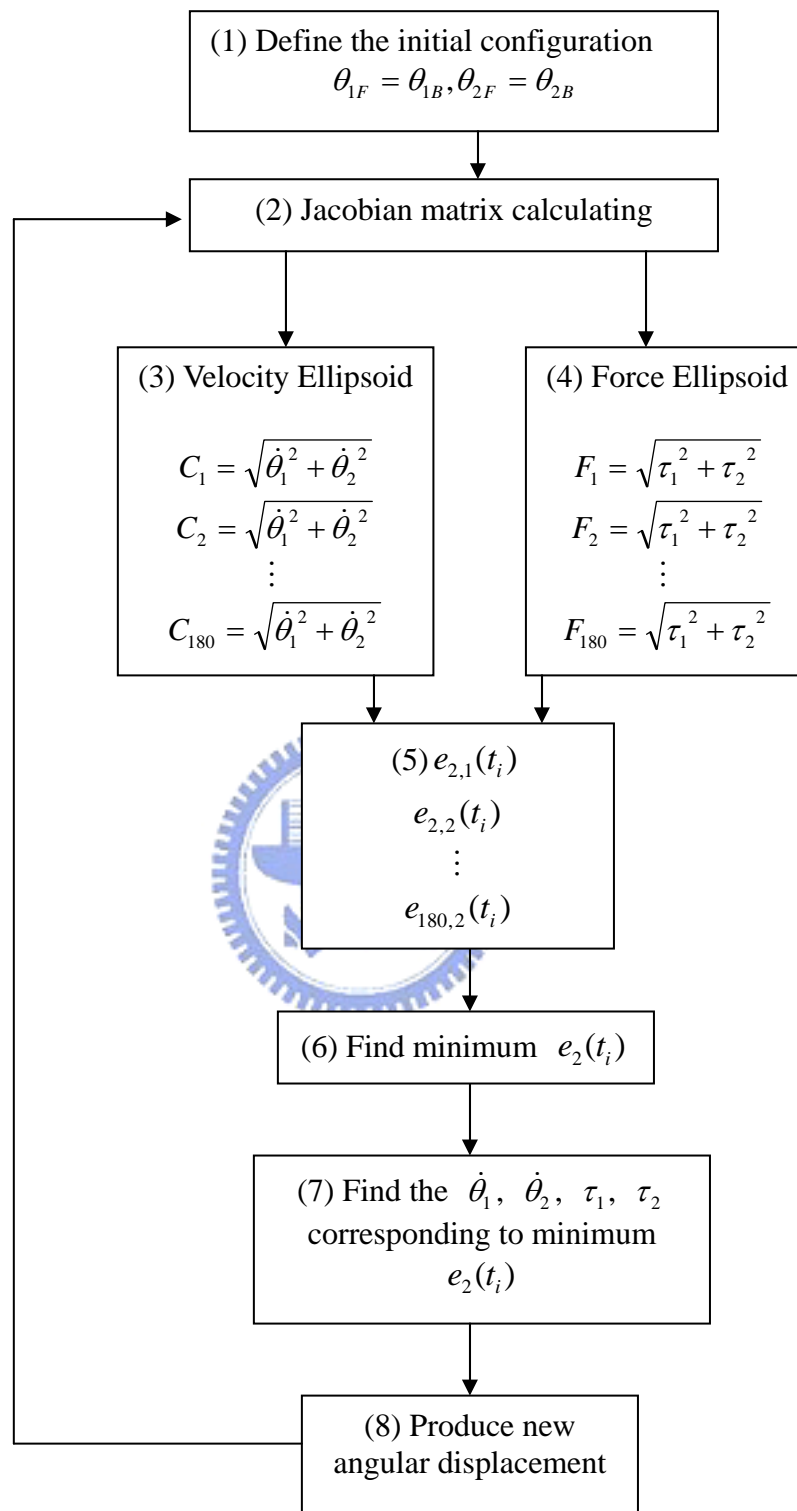 (1) Define the initial configuration
θ₁F = θ₁B, θ₂F = θ₂B
(2) Jacobian matrix calculating
(3) Velocity Ellipsoid
C₁ = √(θ̇₁² + θ̇₂²)
C₂ = √(θ̇₁² + θ̇₂²)
⋮
C₁₈₀ = √(θ̇₁² + θ̇₂²)
(4) Force Ellipsoid
F₁ = √(τ₁² + τ₂²)
F₂ = √(τ₁² + τ₂²)
⋮
F₁₈₀ = √(τ₁² + τ₂²)
(5) e₂,₁(tᵢ)
e₂,₂(tᵢ)
⋮
e₁₈₀,₂(tᵢ)
(6) Find minimum e₂(tᵢ)
(7) Find the θ̇₁, θ̇₂, τ₁, τ₂
corresponding to minimum
e₂(tᵢ)
(8) Produce new
angular displacement